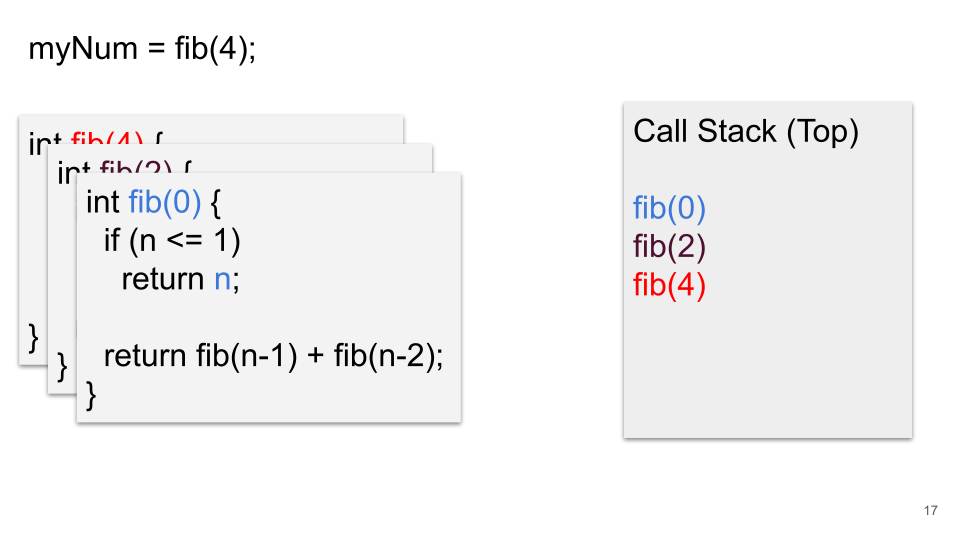 myNum = fib(4);
int fib(4) {
int fib(2) {
int fib(0) {
if (n <= 1)
return n;
return fib(n-1) + fib(n-2);
}
}
}
Call Stack (Top)
fib(0)
fib(2)
fib(4)
17